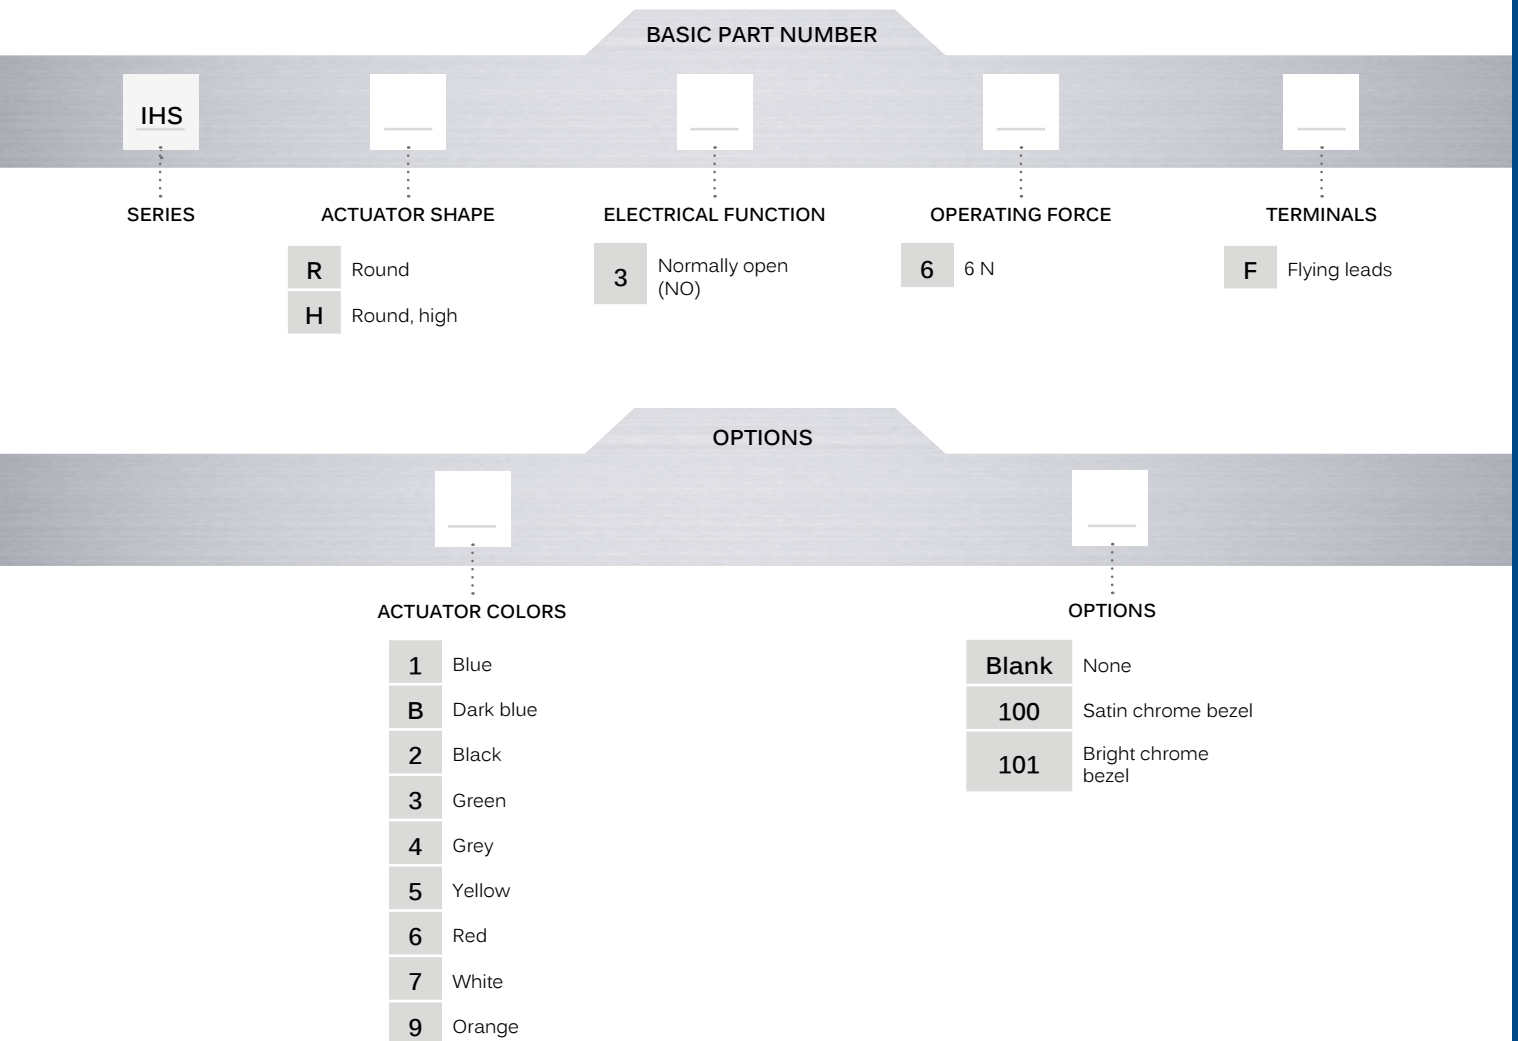 BASIC PART NUMBER
IHS
SERIES
ACTUATOR SHAPE
R Round
H Round, high
ELECTRICAL FUNCTION
3 Normally open
(NO)
OPERATING FORCE
6 6 N
TERMINALS
F Flying leads
OPTIONS
ACTUATOR COLORS
1 Blue
B Dark blue
2 Black
3 Green
4 Grey
5 Yellow
6 Red
7 White
9 Orange
OPTIONS
Blank None
100 Satin chrome bezel
101 Bright chrome
bezel